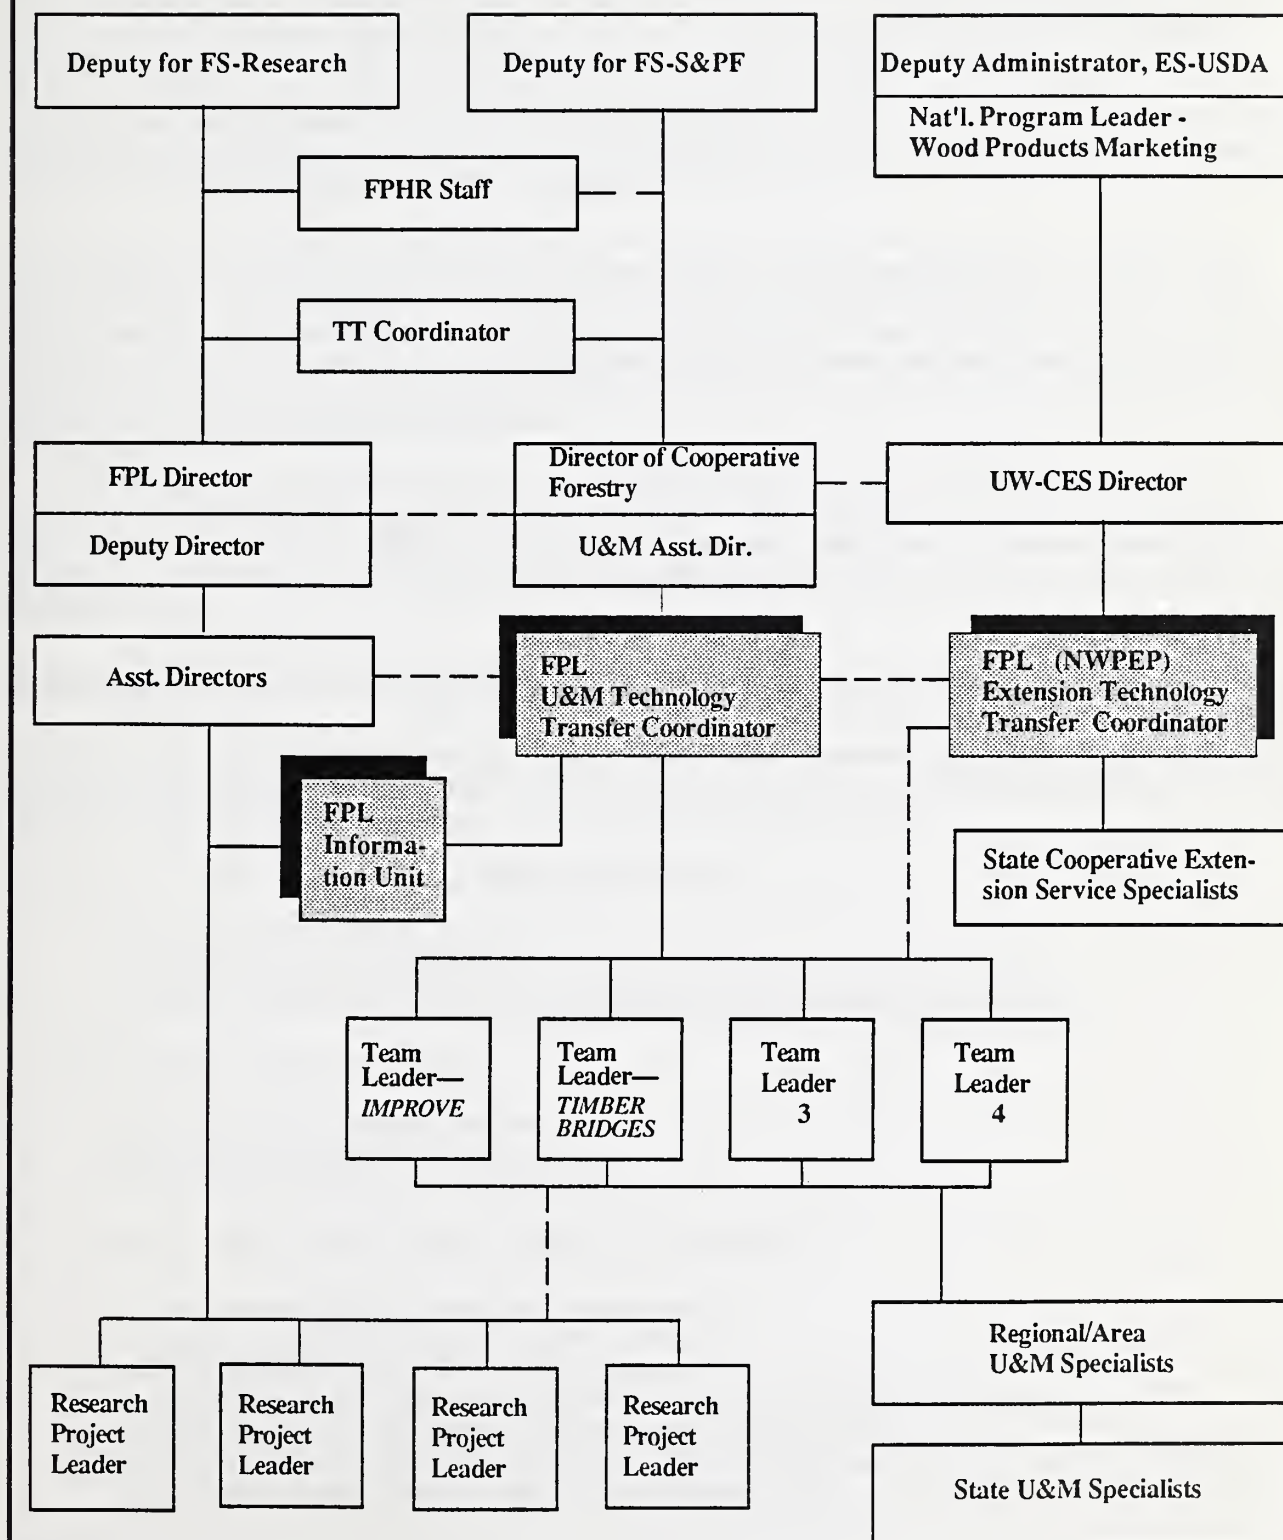 Deputy for FS-Research
Deputy for FS-S&PF
Deputy Administrator, ES-USDA
Nat'l. Program Leader -
Wood Products Marketing
FPHR Staff
TT Coordinator
FPL Director
Deputy Director
Director of Cooperative
Forestry
U&M Asst. Dir.
UW-CES Director
Asst. Directors
FPL
U&M Technology
Transfer Coordinator
FPL (NWPEP)
Extension Technology
Transfer Coordinator
FPL
Informa-
tion Unit
State Cooperative Exten-
sion Service Specialists
Team
Leader—
IMPROVE
Team
Leader—
TIMBER
BRIDGES
Team
Leader
3
Team
Leader
4
Regional/Area
U&M Specialists
Research
Project
Leader
Research
Project
Leader
Research
Project
Leader
Research
Project
Leader
State U&M Specialists